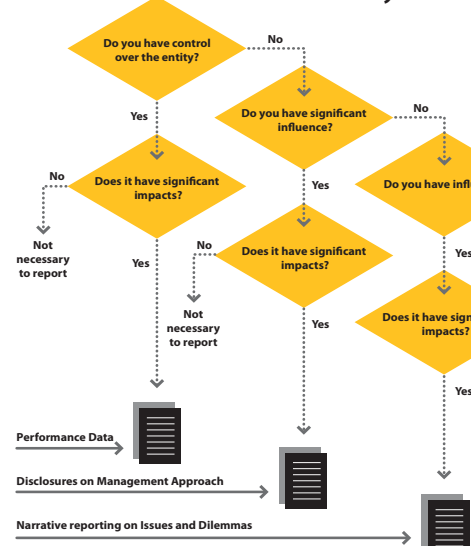 Do you have control
over the entity?
No
Yes
Do you have significant
influence?
No
No
Does it have significant
impacts?
Yes
Do you have
Not
necessary
to report
Yes
No
Does it have significant
impacts?
Yes
Not
necessary
to report
Yes
Does it have
impacts?
Yes
Performance Data
Disclosures on Management Approach
Narrative reporting on Issues and Dilemmas